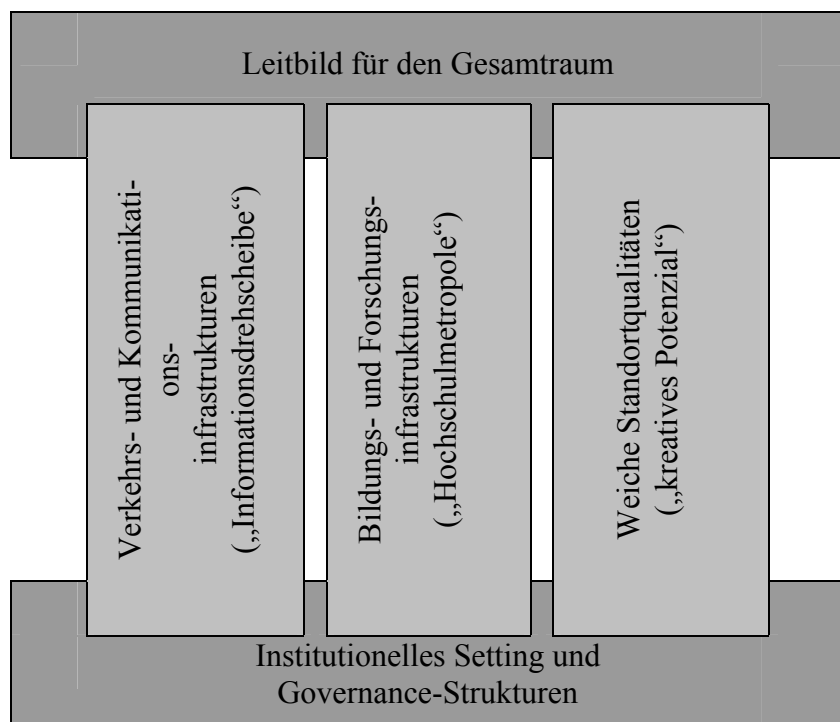 Leitbild für den Gesamtraum
Verkehrs- und Kommunikati-
ons-
infrastrukturen
(„Informationsdrehscheibe“)
Bildungs- und Forschungs-
infrastrukturen
(„Hochschulmetropole“)
Weiche Standortqualitäten
(„kreatives Potenzial“)
Institutionelles Setting und
Governance-Strukturen